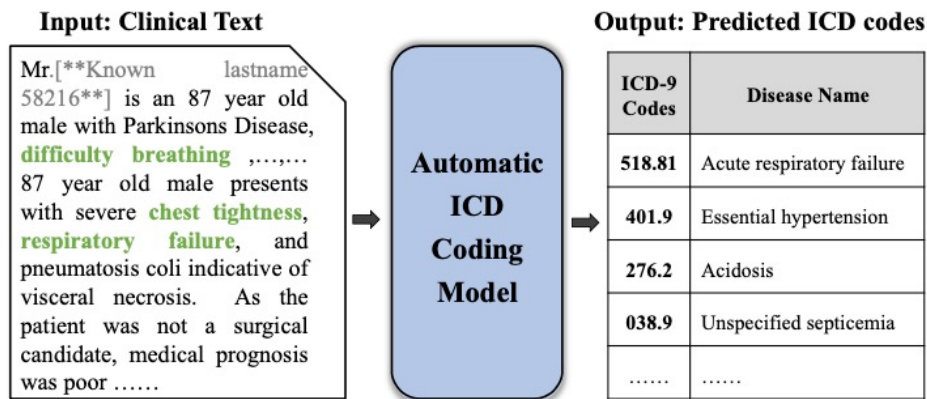 Input: Clinical Text
Mr.[**Known lastname
58216**] is an 87 year old
male with Parkinsons Disease,
difficulty breathing ,…,…
87 year old male presents
with severe chest tightness,
respiratory failure, and
pneumatosis coli indicative of
visceral necrosis. As the
patient was not a surgical
candidate, medical prognosis
was poor ……
Automatic
ICD
Coding
Model
Output: Predicted ICD codes
ICD-9
Codes
Disease Name
518.81 Acute respiratory failure
401.9 Essential hypertension
276.2 Acidosis
038.9 Unspecified septicemia
…… ……